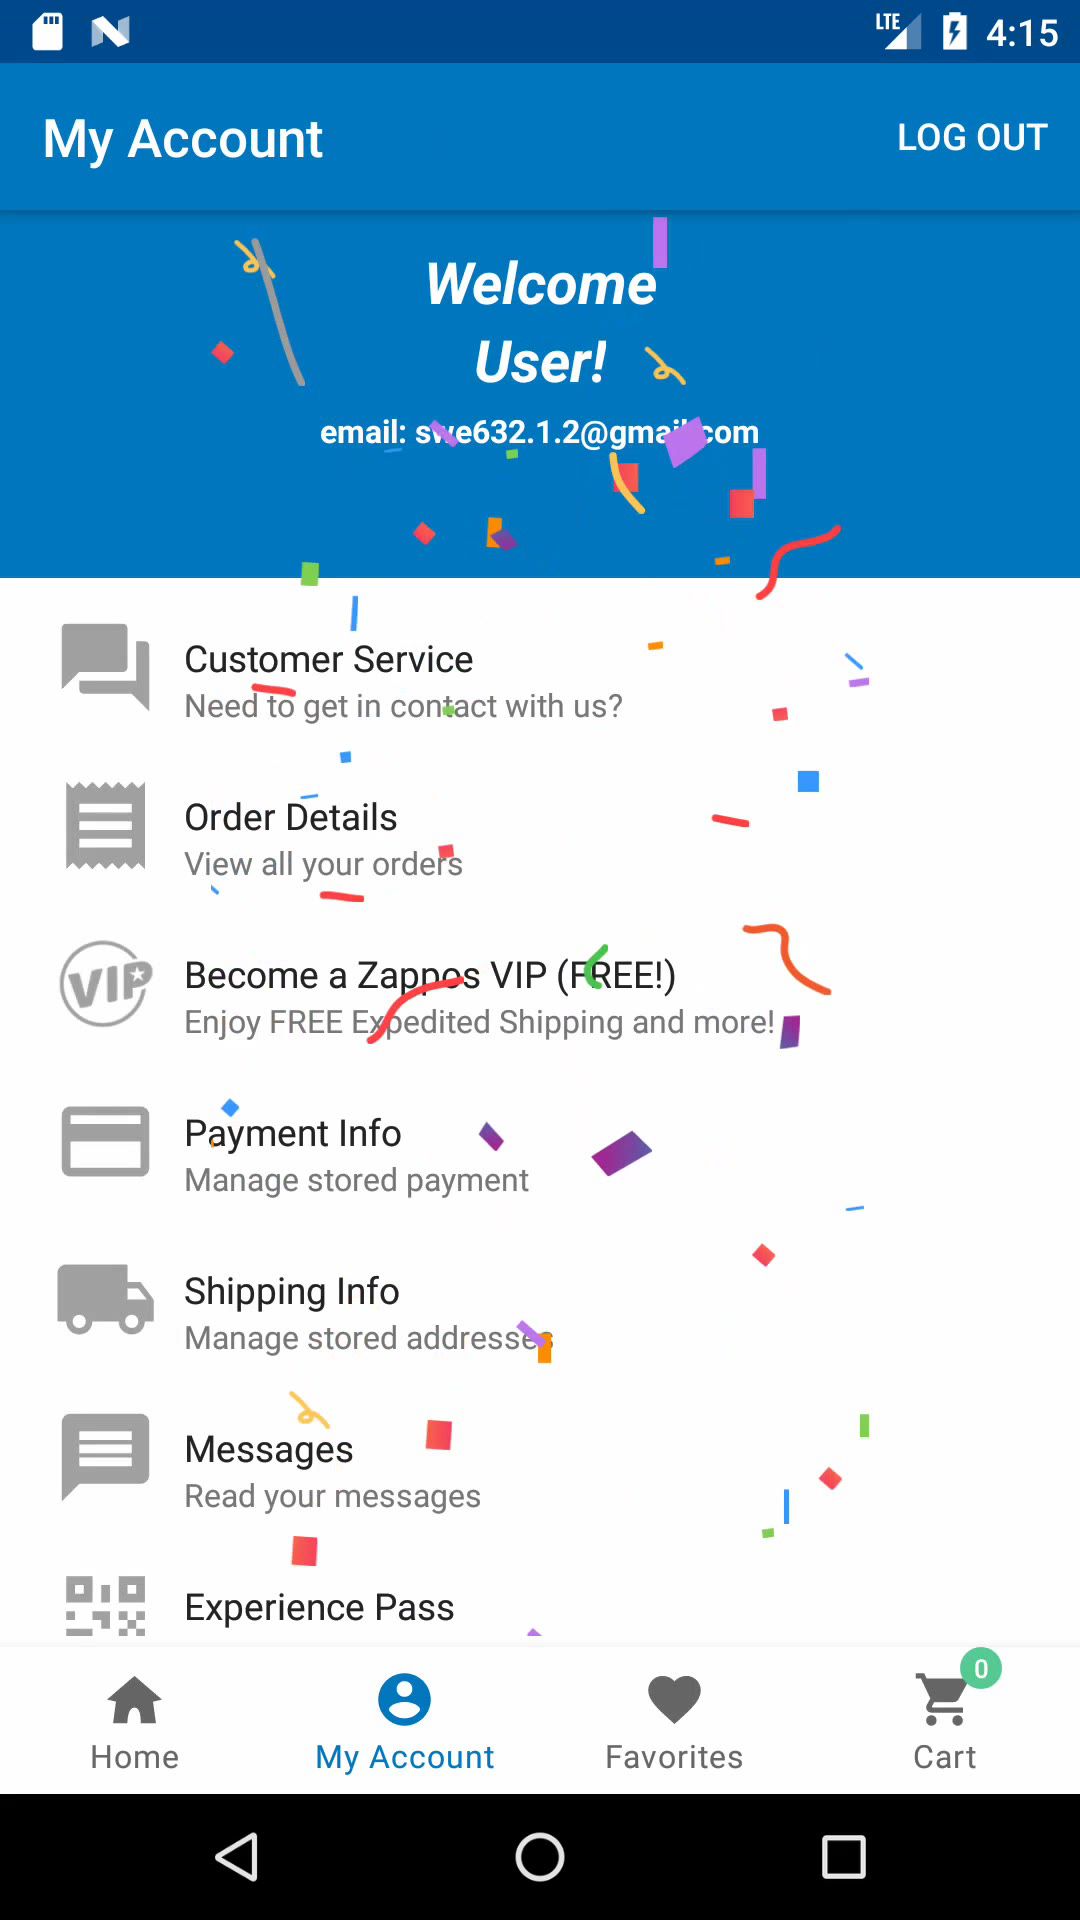 LTE 4:15
My Account LOG OUT
Welcome
User!
email: swe632.1.2@gmail.com
Customer Service
Need to get in contact with us?
Order Details
View all your orders
VIP
Become a Zappos VIP (FREE!)
Enjoy FREE Expedited Shipping and more!
Payment Info
Manage stored payment
Shipping Info
Manage stored addresses
Messages
Read your messages
Experience Pass
0
Home My Account Favorites Cart